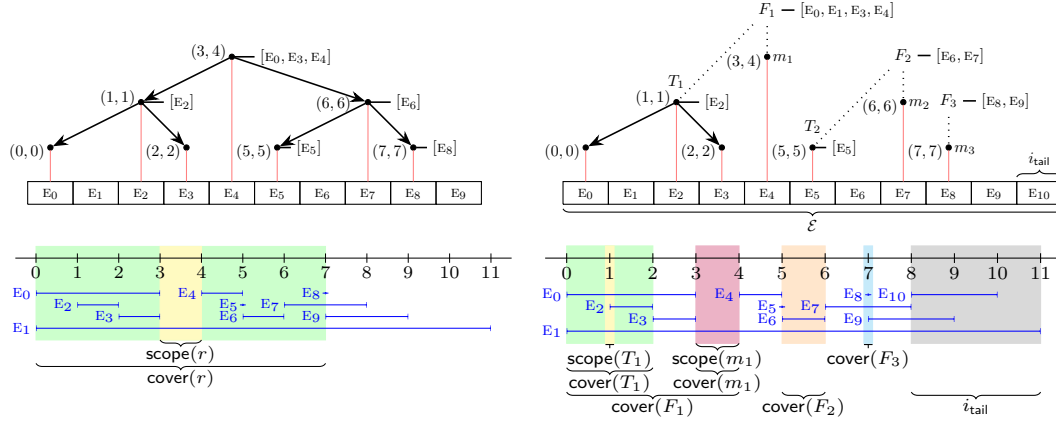 (3, 4) [E0, E3, E4]
(1, 1) [E2]
(6, 6) [E6]
(0, 0) (2, 2) (5, 5) [E5] (7, 7) [E8]
E0 E1 E2 E3 E4 E5 E6 E7 E8 E9
0 1 2 3 4 5 6 7 8 9 10 11
E0 E4 E8
E2 E5 E7
E3 E6 E9
E1
scope(r)
cover(r)
F1 [E0, E1, E3, E4]
(3, 4) m1 F2 [E6, E7]
T1
(1, 1) [E2] (6, 6) m2 F3 [E8, E9]
T2
(0, 0) (2, 2) (5, 5) [E5] (7, 7) m3
itail
E0 E1 E2 E3 E4 E5 E6 E7 E8 E9 E10
ℰ
0 1 2 3 4 5 6 7 8 9 10 11
E0 E4 E8 E10
E2 E5 E7
E3 E6 E9
E1
scope(T1) scope(m1) cover(F3)
cover(T1) cover(m1)
cover(F1) cover(F2) itail